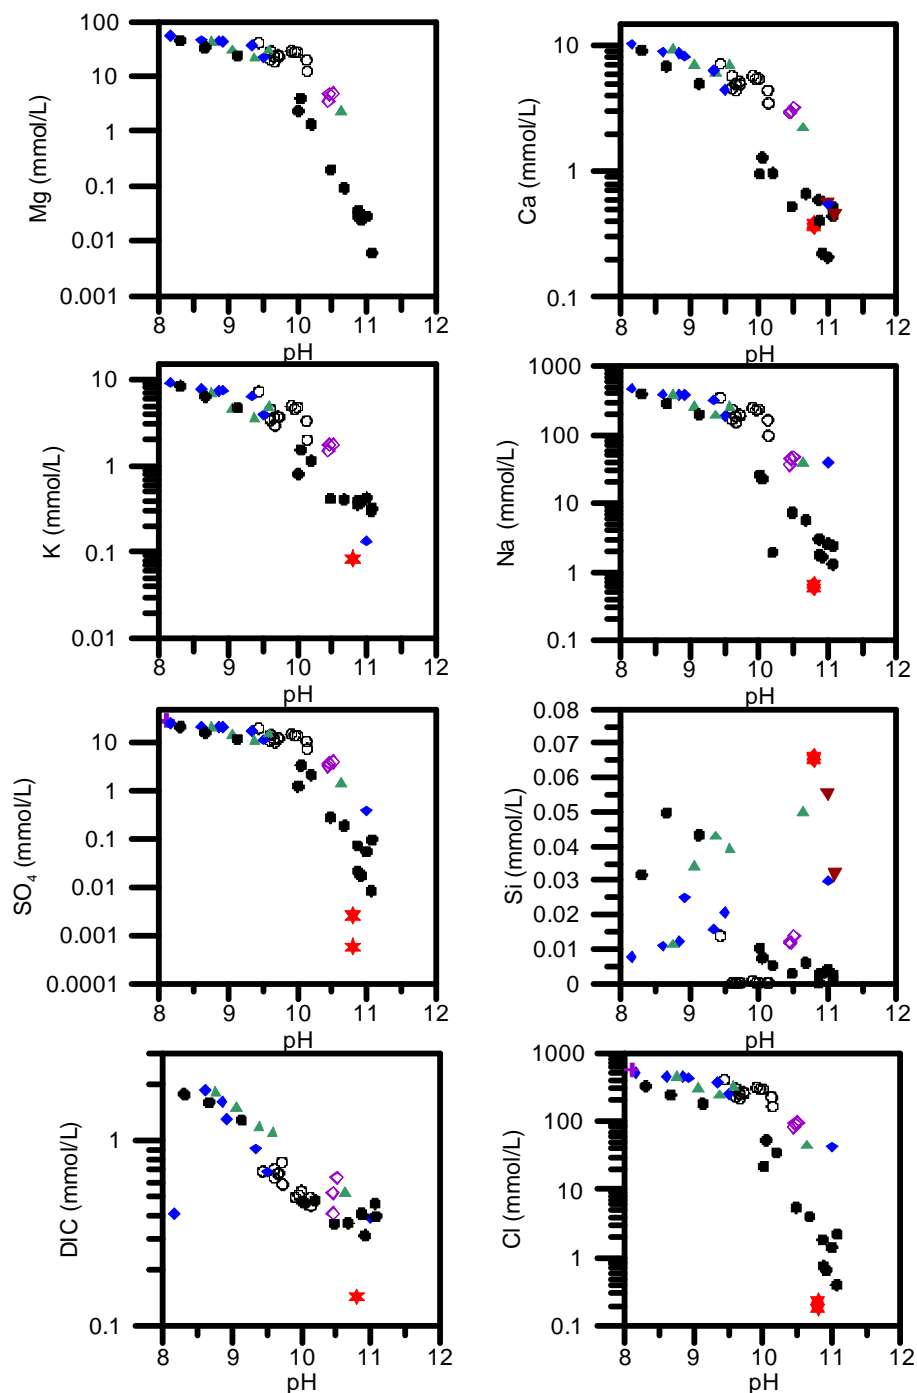 100
10
1
0.1
0.01
0.001
Mg (mmol/L)
8 9 10 11 12
pH
10
1
0.1
Ca (mmol/L)
8 9 10 11 12
pH
10
1
0.1
0.01
K (mmol/L)
8 9 10 11 12
pH
1000
100
10
1
0.1
Na (mmol/L)
8 9 10 11 12
pH
10
1
0.1
0.01
0.001
0.0001
SO4 (mmol/L)
8 9 10 11 12
pH
0.08
0.07
0.06
0.05
0.04
0.03
0.02
0.01
0
Si (mmol/L)
8 9 10 11 12
pH
1
0.1
DIC (mmol/L)
8 9 10 11 12
pH
1000
100
10
1
0.1
Cl (mmol/L)
8 9 10 11 12
pH